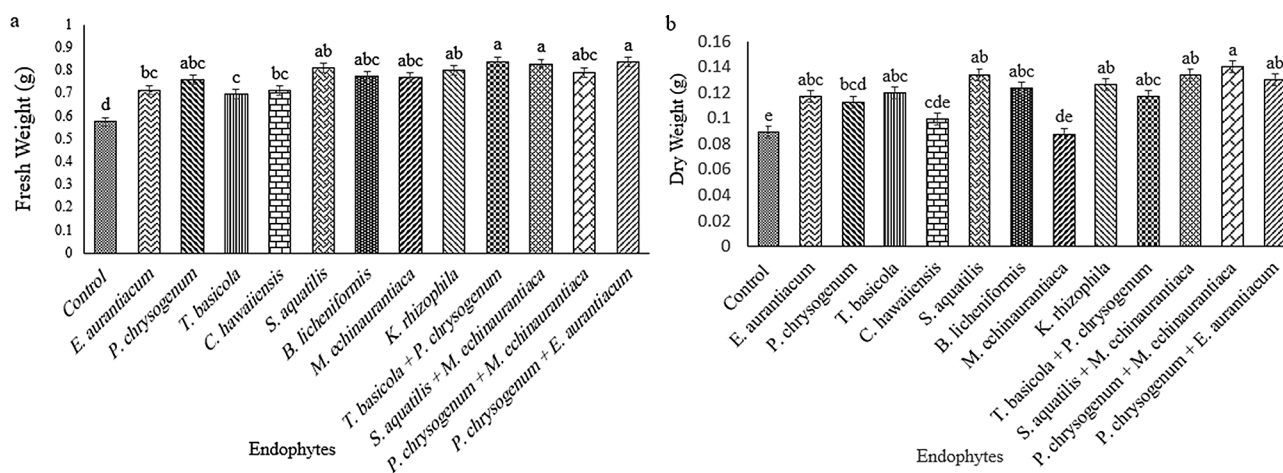 a
Fresh Weight (g)
1
0.9
0.8
0.7
0.6
0.5
0.4
0.3
0.2
0.1
0
d
bc
abc
c
bc
ab
abc
abc
ab
a
a
abc
a
Control
E. aurantiacum
P. chrysogenum
T. basicola
C. hawaiiensis
S. aquatilis
B. licheniformis
M. echinaurantiaca
K. rhizophila
T. basicola + P. chrysogenum
S. aquatilis + M. echinaurantiaca
P. chrysogenum + M. echinaurantiaca
P. chrysogenum + E. aurantiacum
Endophytes
b
Dry Weight (g)
0.16
0.14
0.12
0.1
0.08
0.06
0.04
0.02
0
e
abc
bcd
abc
cde
ab
abc
de
ab
abc
ab
a
ab
Control
E. aurantiacum
P. chrysogenum
T. basicola
C. hawaiiensis
S. aquatilis
B. licheformis
M. echinaurantiaca
K. rhizophila
T. basicola + P. chrysogenum
S. aquatilis + M. echinaurantiaca
P. chrysogenum + M. echinaurantiaca
P. chrysogenum + E. aurantiacum
Endophytes